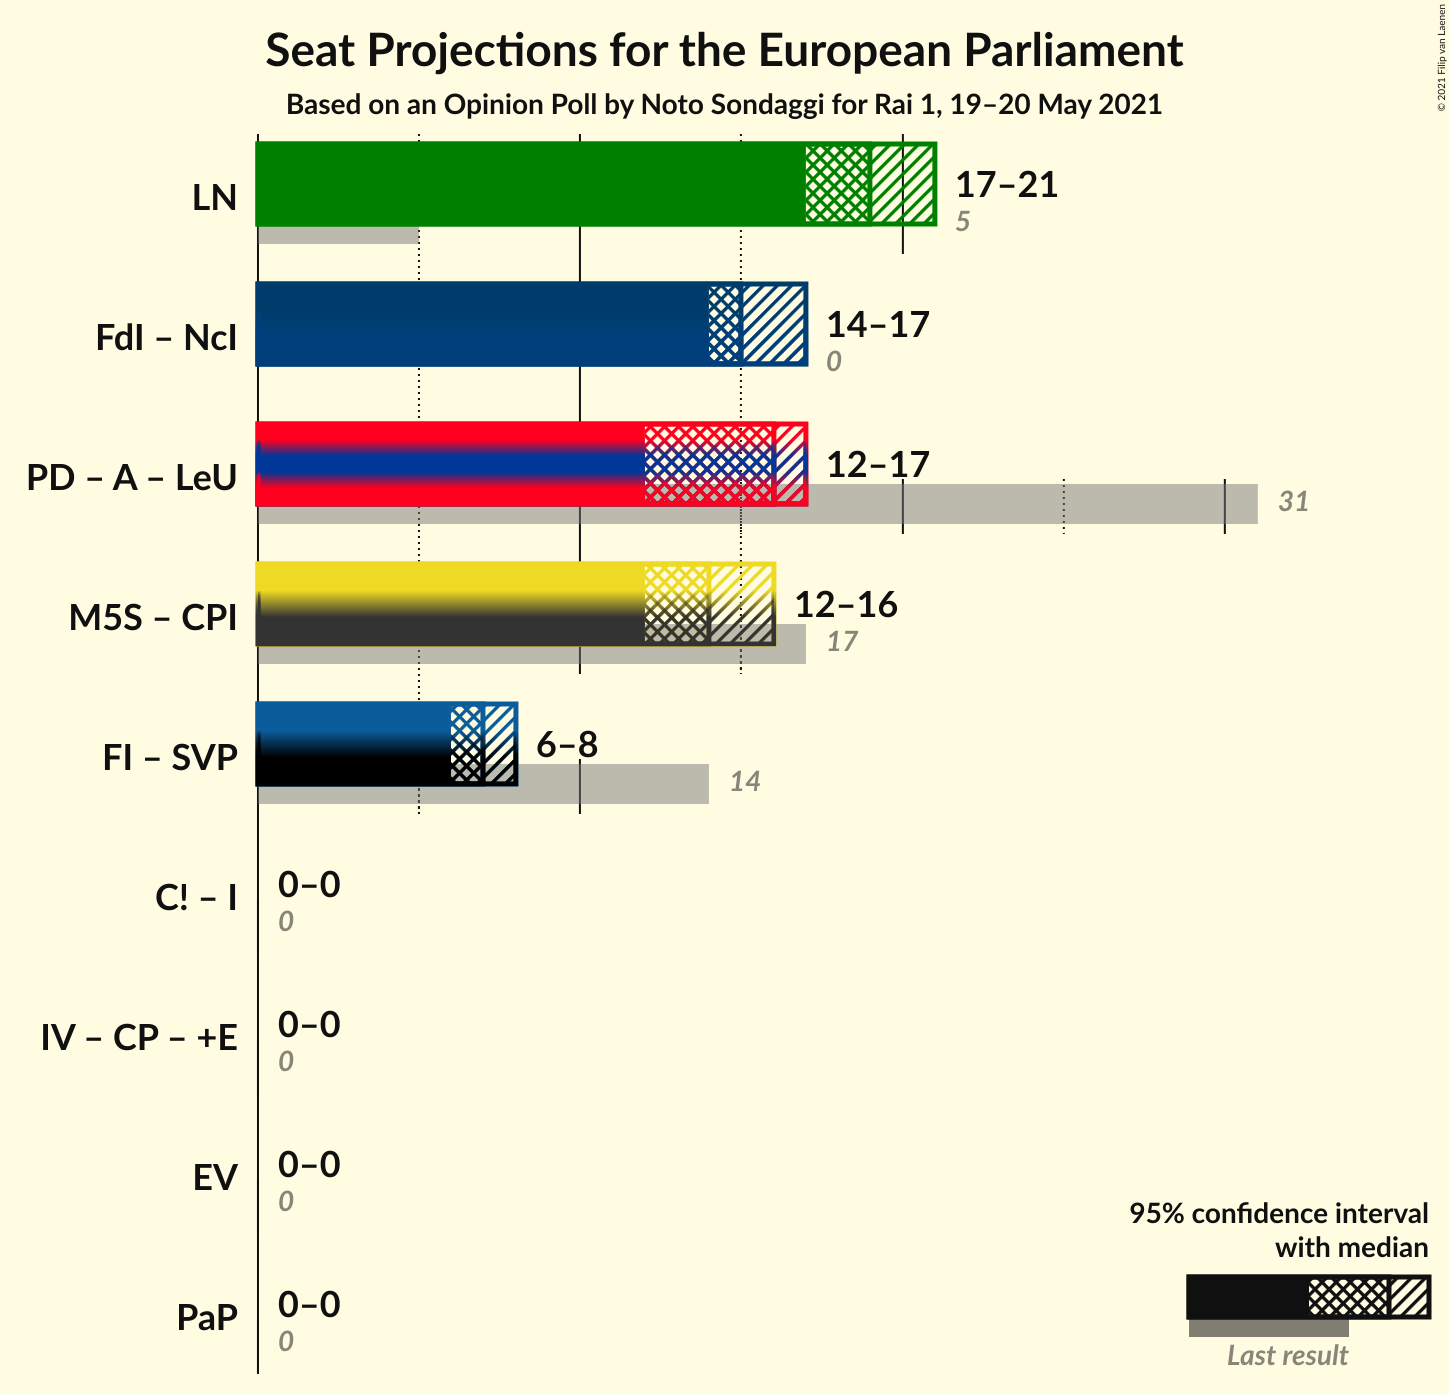 Seat Projections for the European Parliament
Based on an Opinion Poll by Noto Sondaggi for Rai 1, 19–20 May 2021
© 2021 Filip van Laenen
LN
17–21
5
FdI – NcI
14–17
0
PD – A – LeU
12–17
31
M5S – CPI
12–16
17
FI – SVP
6–8
14
C! – I
0–0
0
IV – CP – +E
0–0
0
EV
0–0
0
PaP
0–0
0
95% confidence interval
with median
Last result